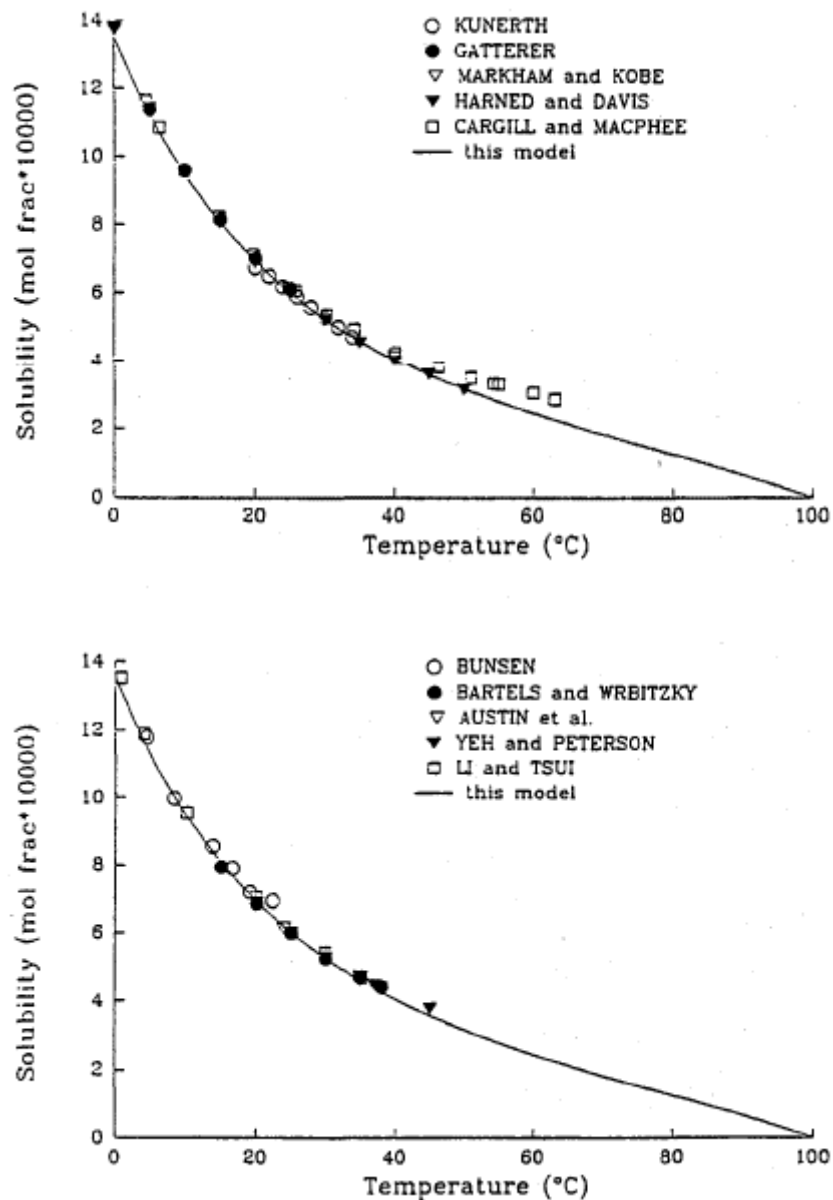 14
12
10
8
6
4
2
0
Solubility (mol frac*10000)
KUNERTH
GATTERER
MARKHAM and KOBE
HARNED and DAVIS
CARGILL and MACPHEE
this model
0 20 40 60 80 100
Temperature (°C)
14
12
10
8
6
4
2
0
Solubility (mol frac*10000)
BUNSEN
BARTELS and WRBITZKY
AUSTIN et al.
YEH and PETERSON
LI and TSUI
this model
0 20 40 60 80 100
Temperature (°C)